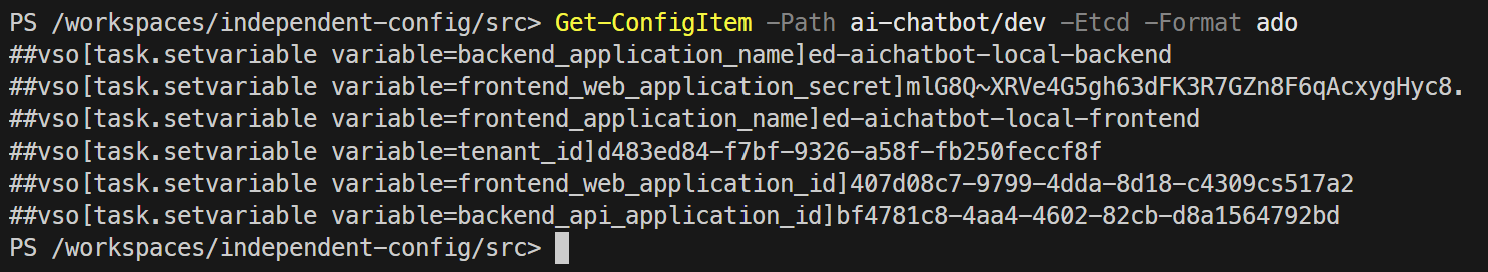 PS /workspaces/independent-config/src> Get-ConfigItem -Path ai-chatbot/dev -Etcd -Format ado
##vso[task.setvariable variable=backend_application_name]ed-aichatbot-local-backend
##vso[task.setvariable variable=frontend_web_application_secret]mlG8Q~XRVe4G5gh63dFK3R7GZn8F6qAcxygHyc8.
##vso[task.setvariable variable=frontend_application_name]ed-aichatbot-local-frontend
##vso[task.setvariable variable=tenant_id]d483ed84-f7bf-9326-a58f-fb250feccf8f
##vso[task.setvariable variable=frontend_web_application_id]407d08c7-9799-4dda-8d18-c4309cs517a2
##vso[task.setvariable variable=backend_api_application_id]bf4781c8-4aa4-4602-82cb-d8a1564792bd
PS /workspaces/independent-config/src>